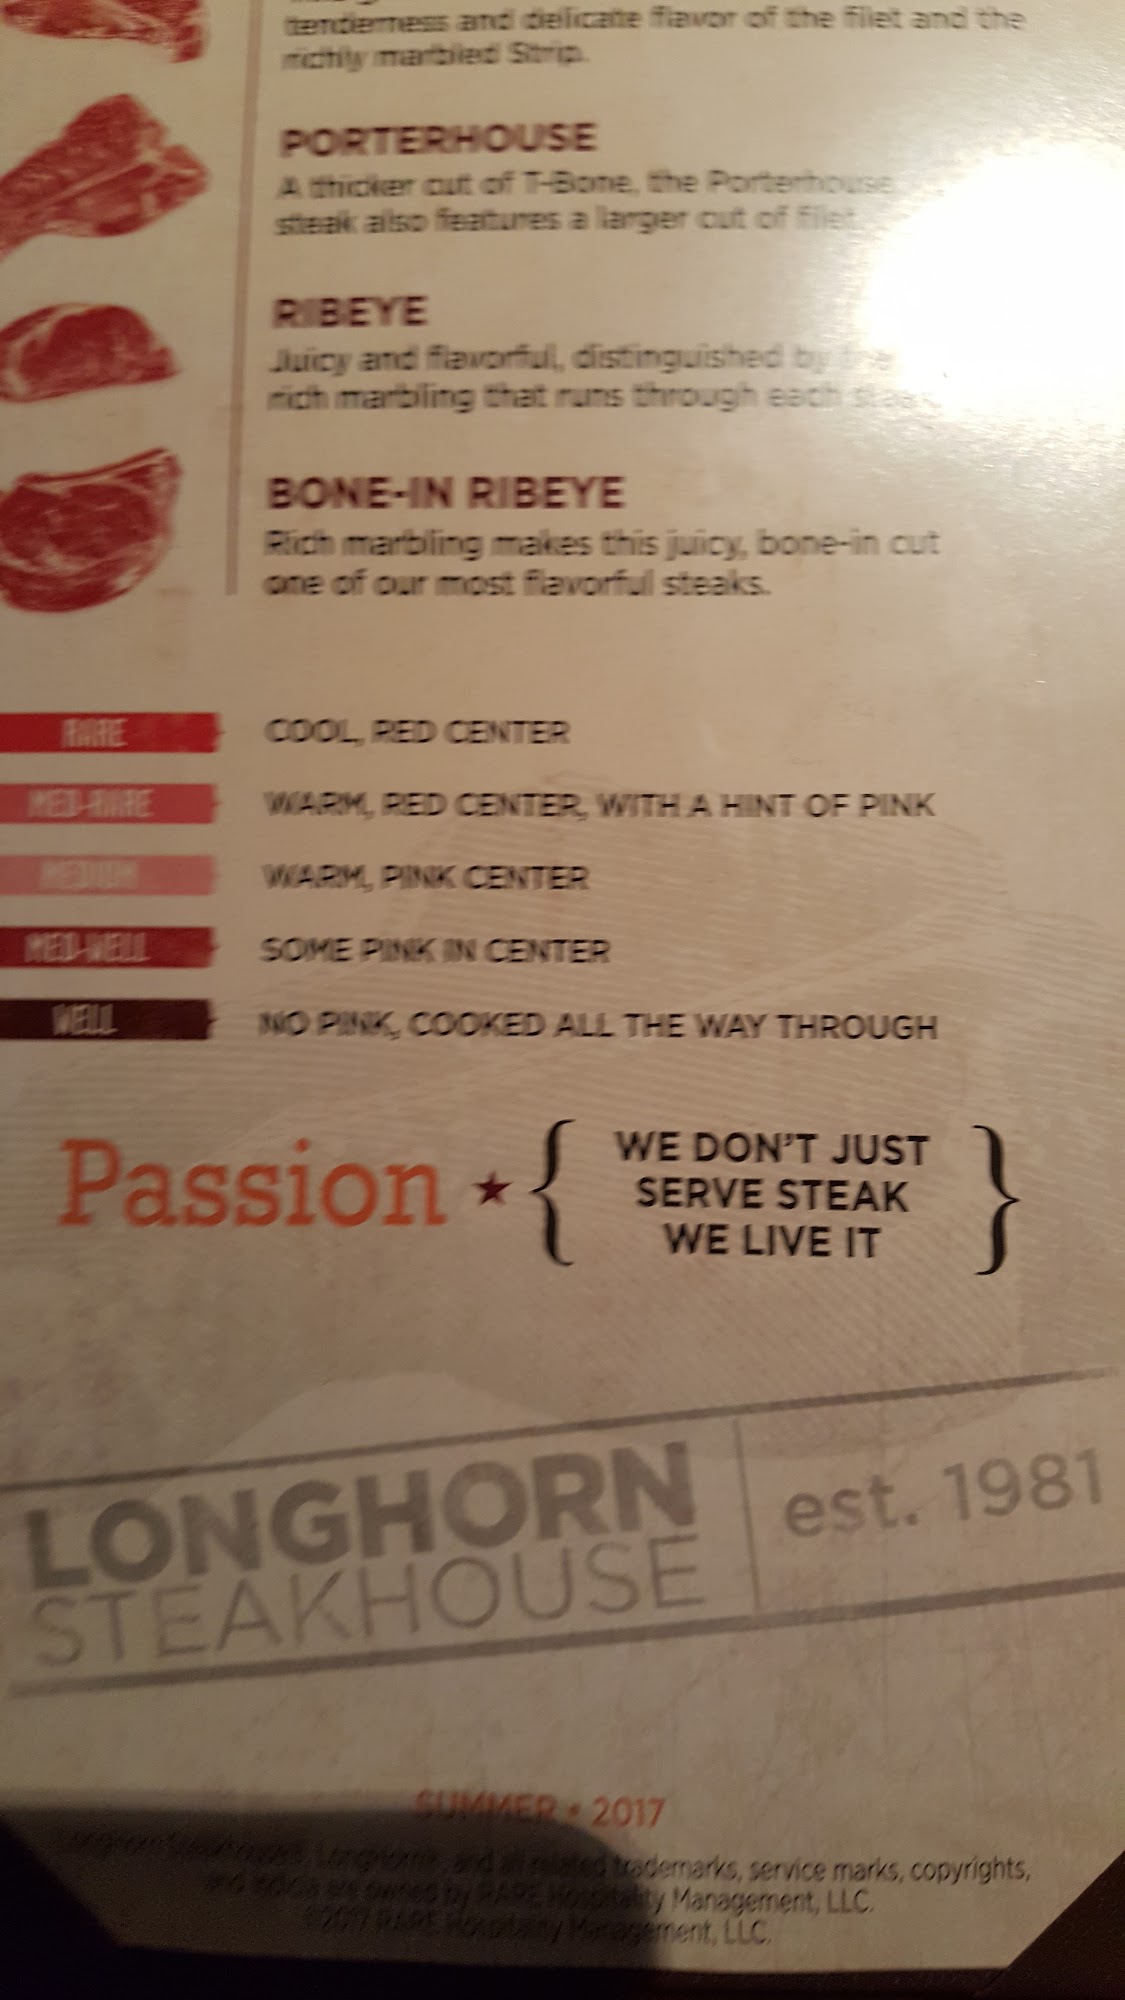 tenderness and delicate flavor of the filet and the
richly marbled Strip.
PORTERHOUSE
A thicker cut of T-Bone, the Porterhouse
steak also features a larger cut of filet.
RIBEYE
Juicy and flavorful, distinguished by
rich marbling that runs through each
BONE-IN RIBEYE
Rich marbling makes this juicy, bone-in cut
one of our most flavorful steaks.
RARE COOL, RED CENTER
MED-RARE WARM, RED CENTER, WITH A HINT OF PINK
MEDIUM WARM, PINK CENTER
MED-WELL SOME PINK IN CENTER
WELL NO PINK, COOKED ALL THE WAY THROUGH
Passion ★ { WE DON'T JUST
SERVE STEAK
WE LIVE IT }
LONGHORN
STEAKHOUSE
est. 1981
SUMMER • 2017
and all related trademarks, service marks, copyrights,
and indicia are owned by RARE Hospitality Management, LLC.
©2017 RARE Hospitality Management, LLC.